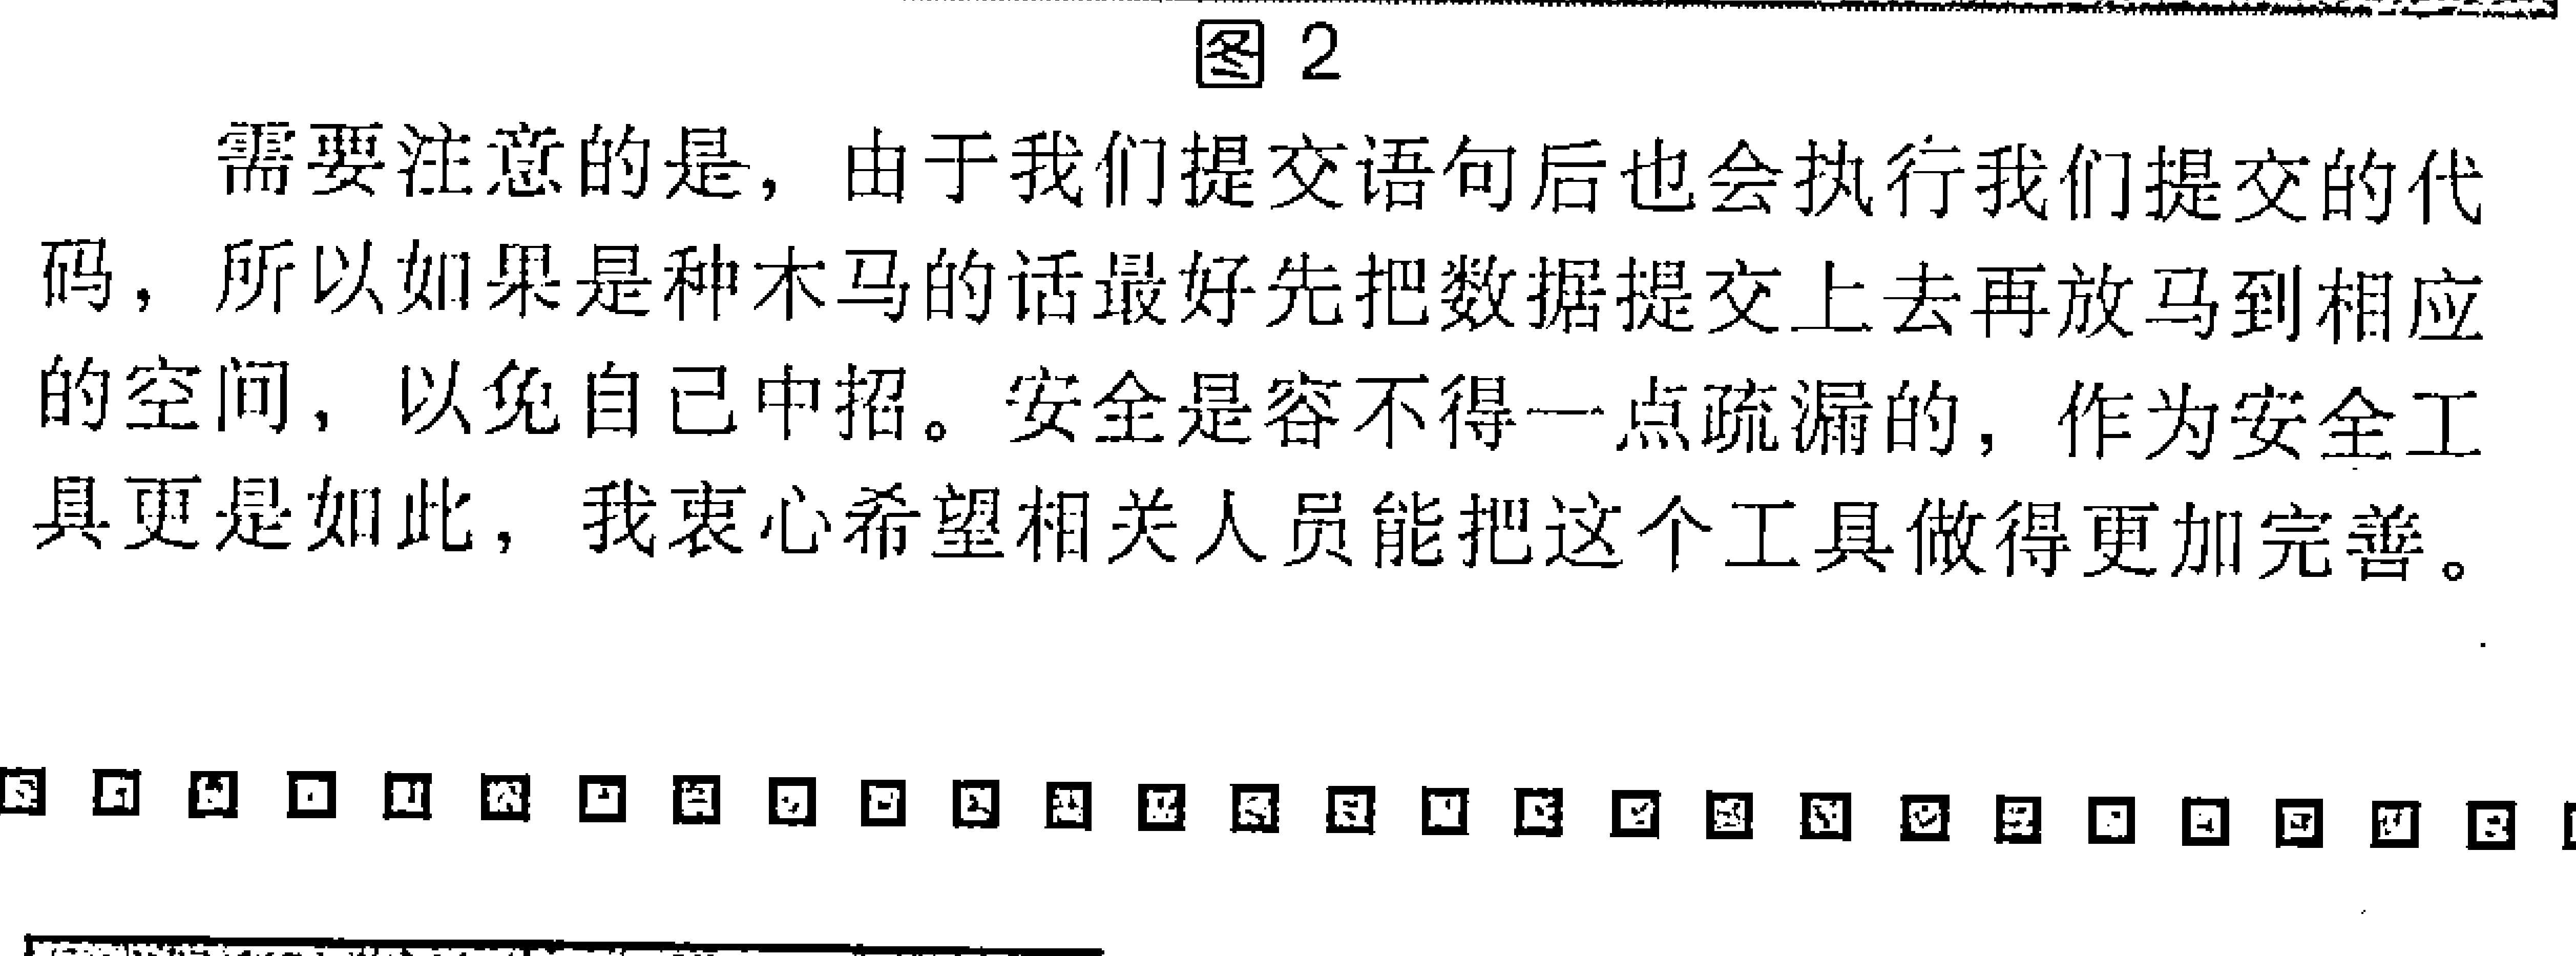 图 2
需要注意的是，由于我们提交语句后也会执行我们提交的代
码，所以如果是种木马的话最好先把数据提交上去再放马到相应
的空间，以免自己中招。安全是容不得一点疏漏的，作为安全工
具更是如此，我衷心希望相关人员能把这个工具做得更加完善。